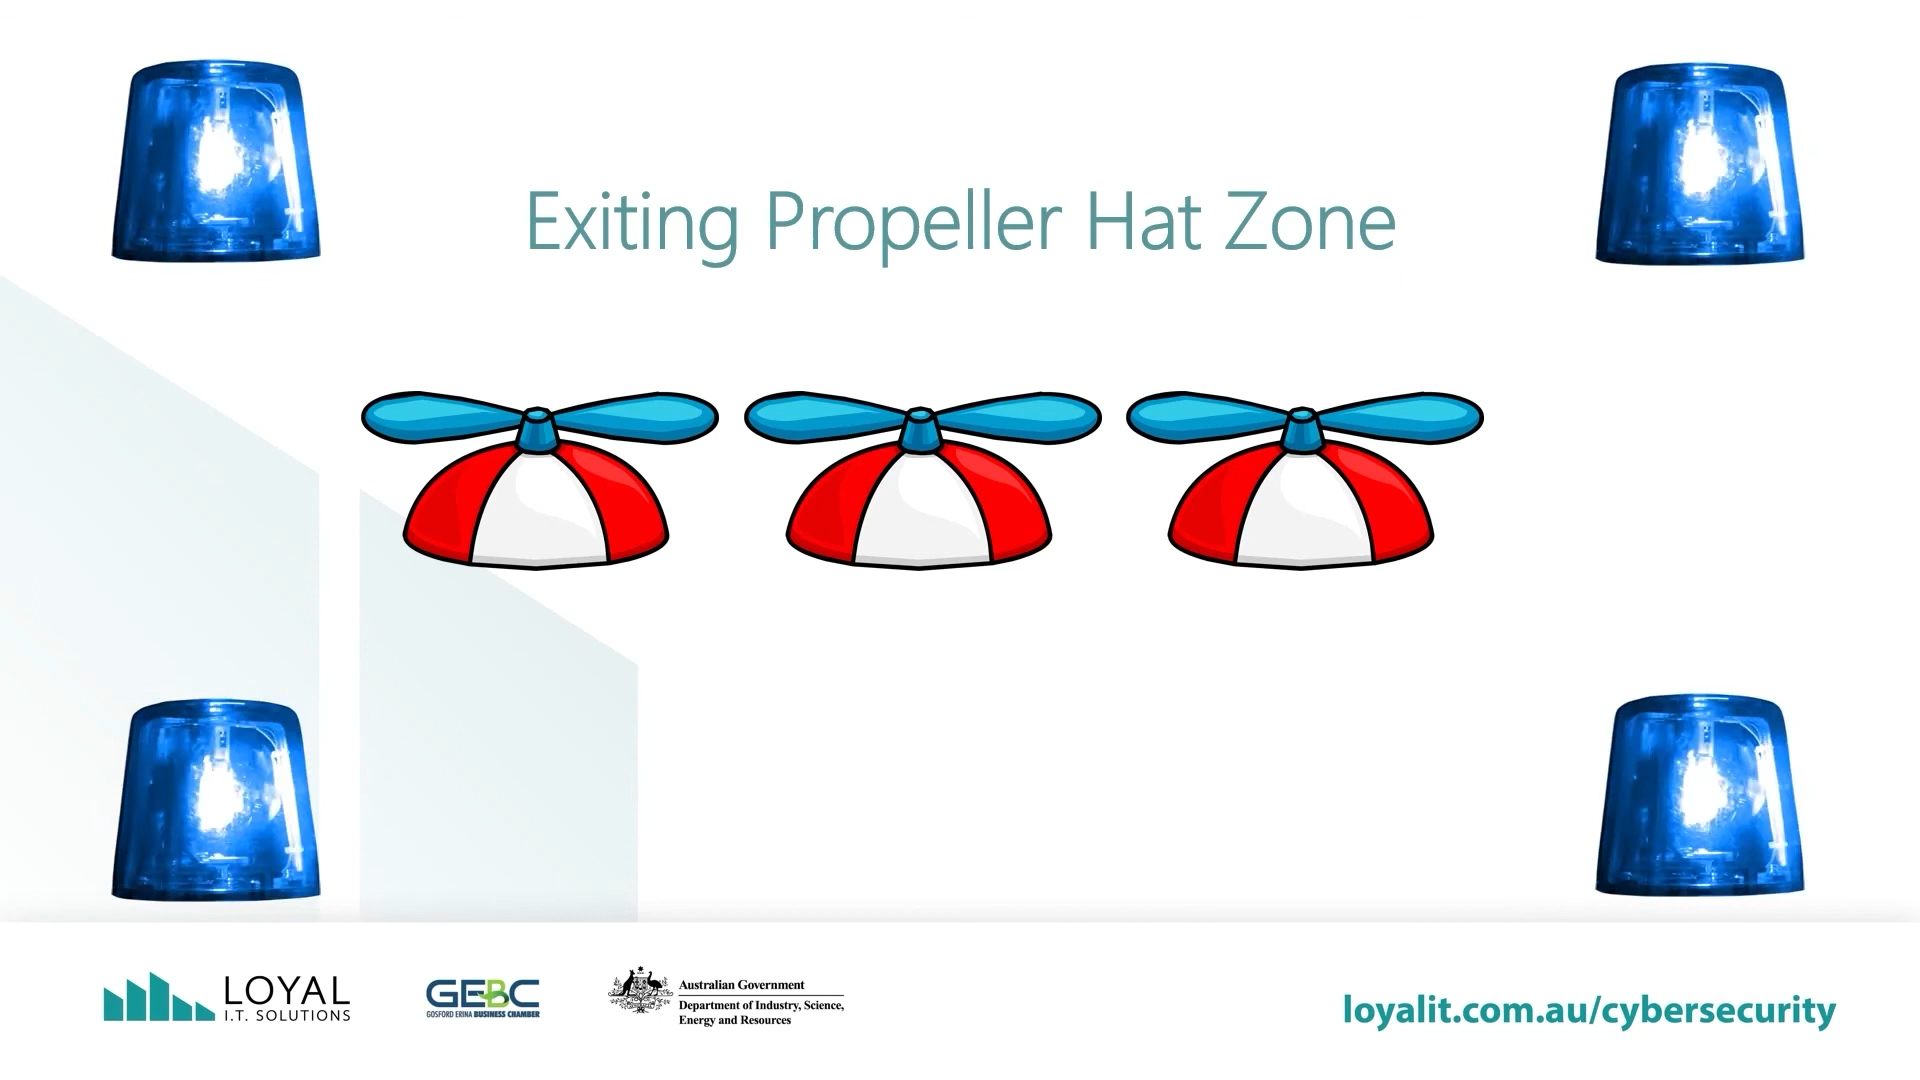 Exiting Propeller Hat Zone
LOYAL
I.T. SOLUTIONS
GEBC
GOSFORD ERINA BUSINESS CHAMBER
Australian Government
Department of Industry, Science,
Energy and Resources
loyalit.com.au/cybersecurity